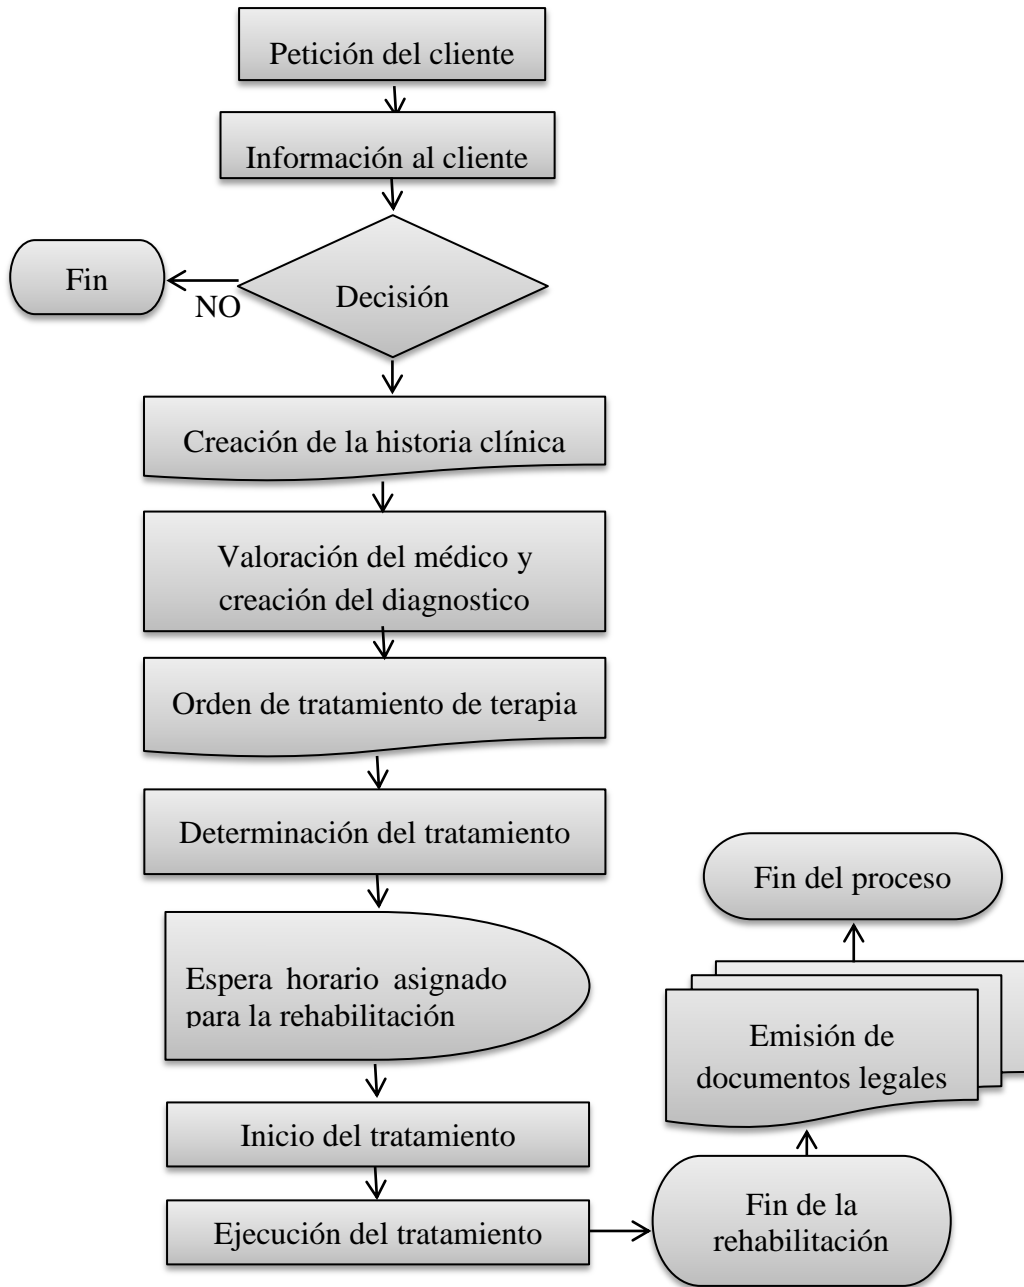 Petición del cliente
Información al cliente
Decisión
NO
Fin
Creación de la historia clínica
Valoración del médico y
creación del diagnostico
Orden de tratamiento de terapia
Determinación del tratamiento
Espera horario asignado
para la rehabilitación
Inicio del tratamiento
Ejecución del tratamiento
Fin de la
rehabilitación
Emisión de
documentos legales
Fin del proceso